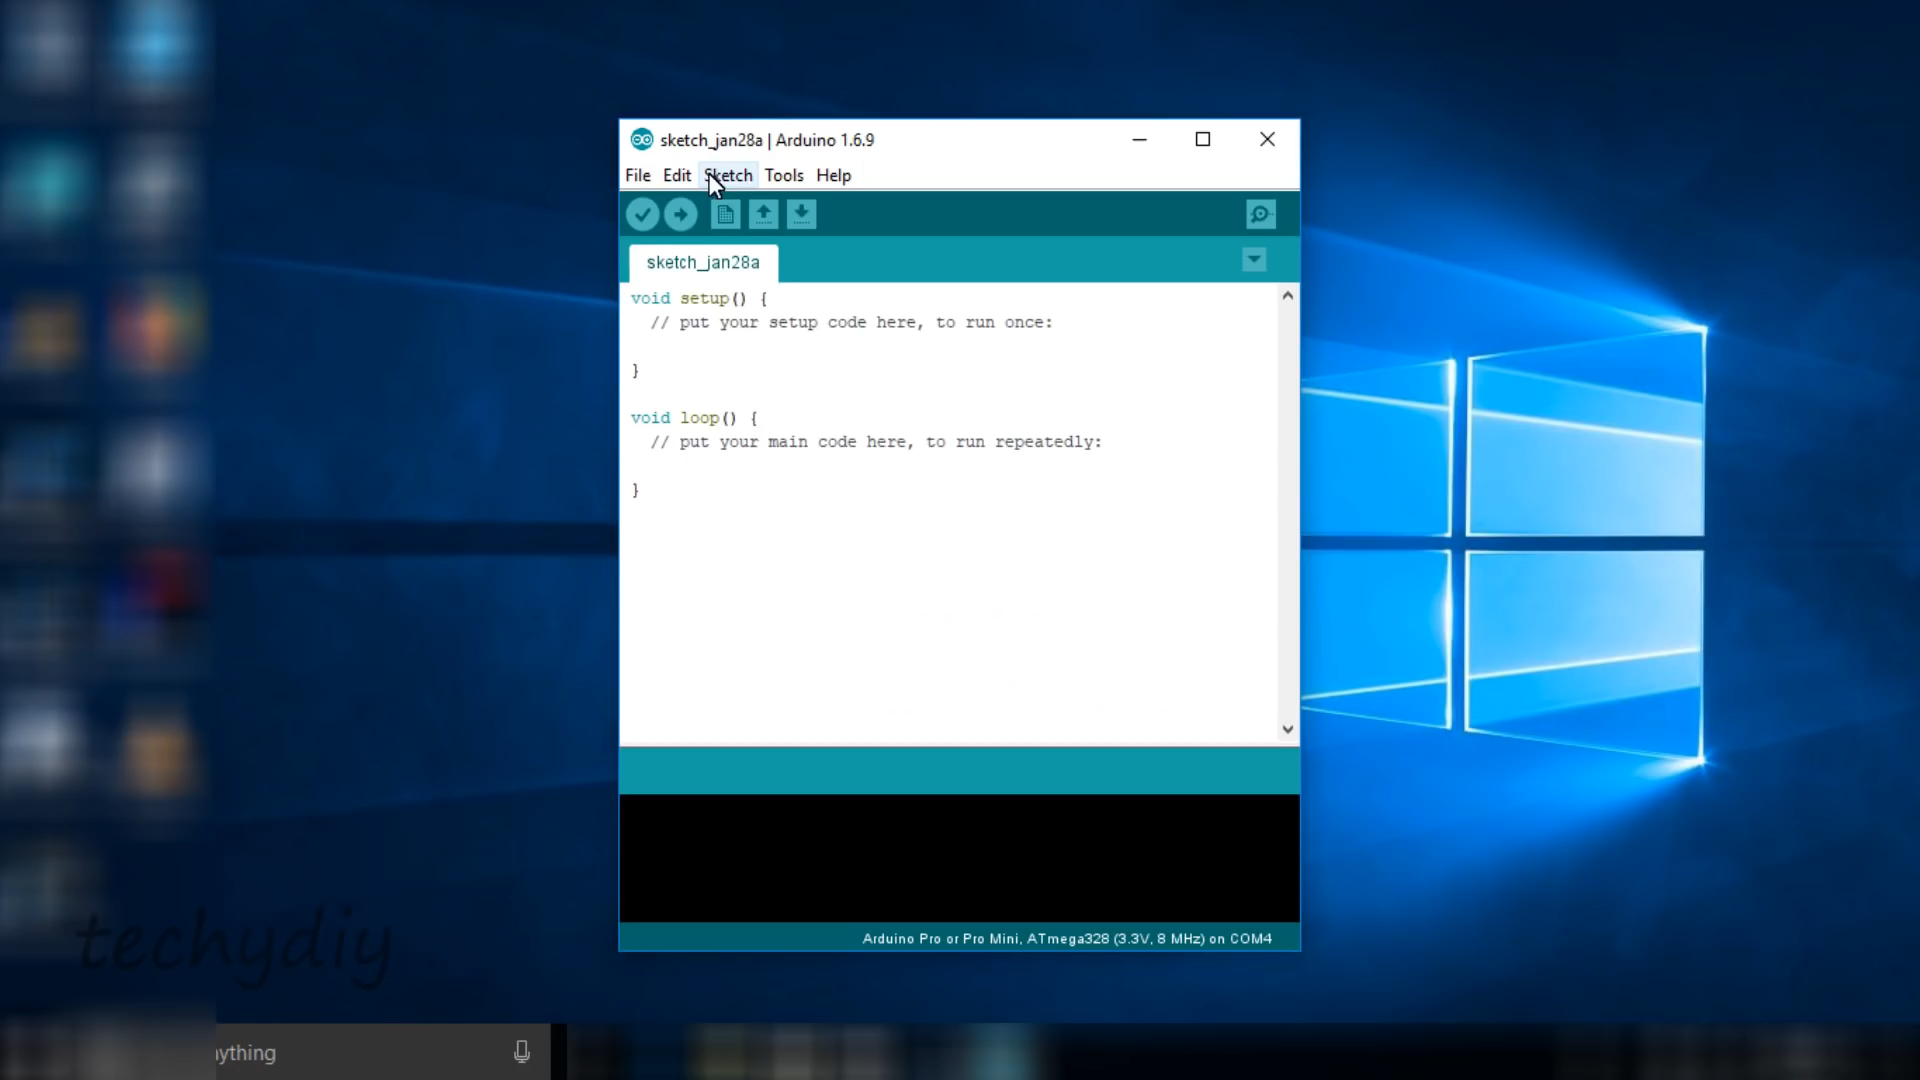 sketch_jan28a | Arduino 1.6.9
File Edit Sketch Tools Help
sketch_jan28a
void setup() {
// put your setup code here, to run once:
}
void loop() {
// put your main code here, to run repeatedly:
}
Arduino Pro or Pro Mini, ATmega328 (3.3V, 8 MHz) on COM4
techydiy
ything